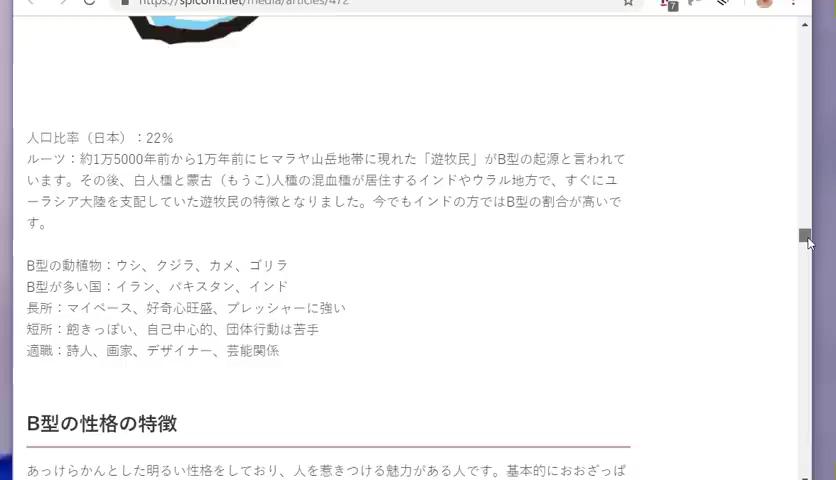 https://spicomi.net/media/articles/472
7
人口比率（日本）：22%
ルーツ：約1万5000年前から1万年前にヒマラヤ山岳地帯に現れた「遊牧民」がB型の起源と言われて
います。その後、白人種と蒙古（もうこ)人種の混血種が居住するインドやウラル地方で、すぐにユ
ーラシア大陸を支配していた遊牧民の特徴となりました。今でもインドの方ではB型の割合が高いで
す。
B型の動植物：ウシ、クジラ、カメ、ゴリラ
B型が多い国：イラン、パキスタン、インド
長所：マイペース、好奇心旺盛、プレッシャーに強い
短所：飽きっぽい、自己中心的、団体行動は苦手
適職：詩人、画家、デザイナー、芸能関係
B型の性格の特徴
あっけらかんとした明るい性格をしており、人を惹きつける魅力がある人です。基本的におおざっぱ